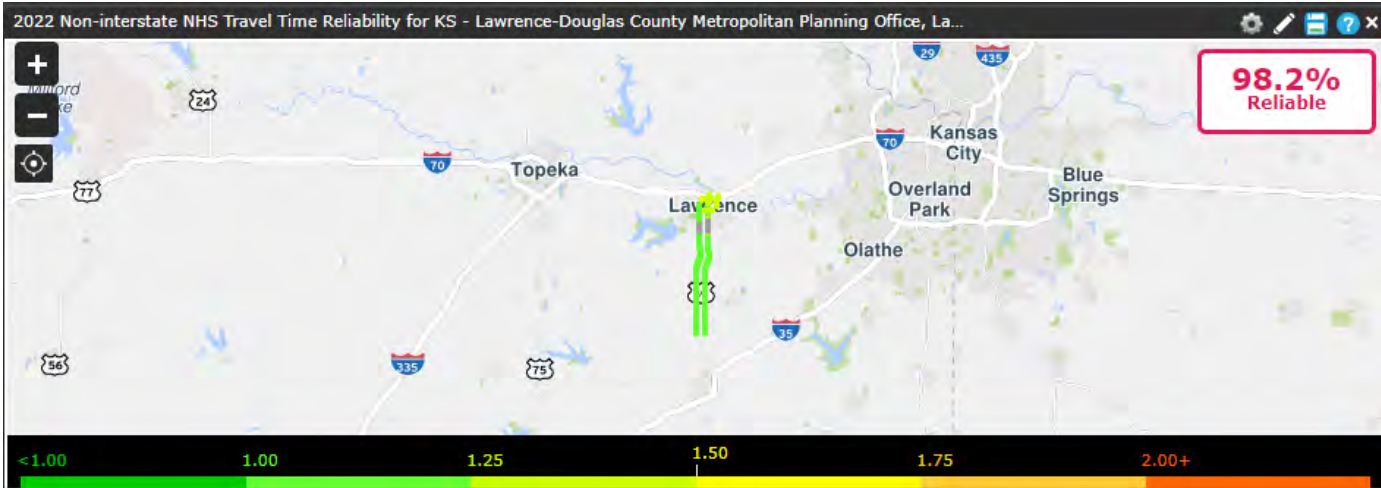 2022 Non-interstate NHS Travel Time Reliability for KS - Lawrence-Douglas County Metropolitan Planning Office, La...
98.2%
Reliable
29
435
24
70
Kansas
City
70
Topeka
Blue
Springs
77
Overland
Park
Lawrence
Olathe
35
56
335
75
<1.00 1.00 1.25 1.50 1.75 2.00+